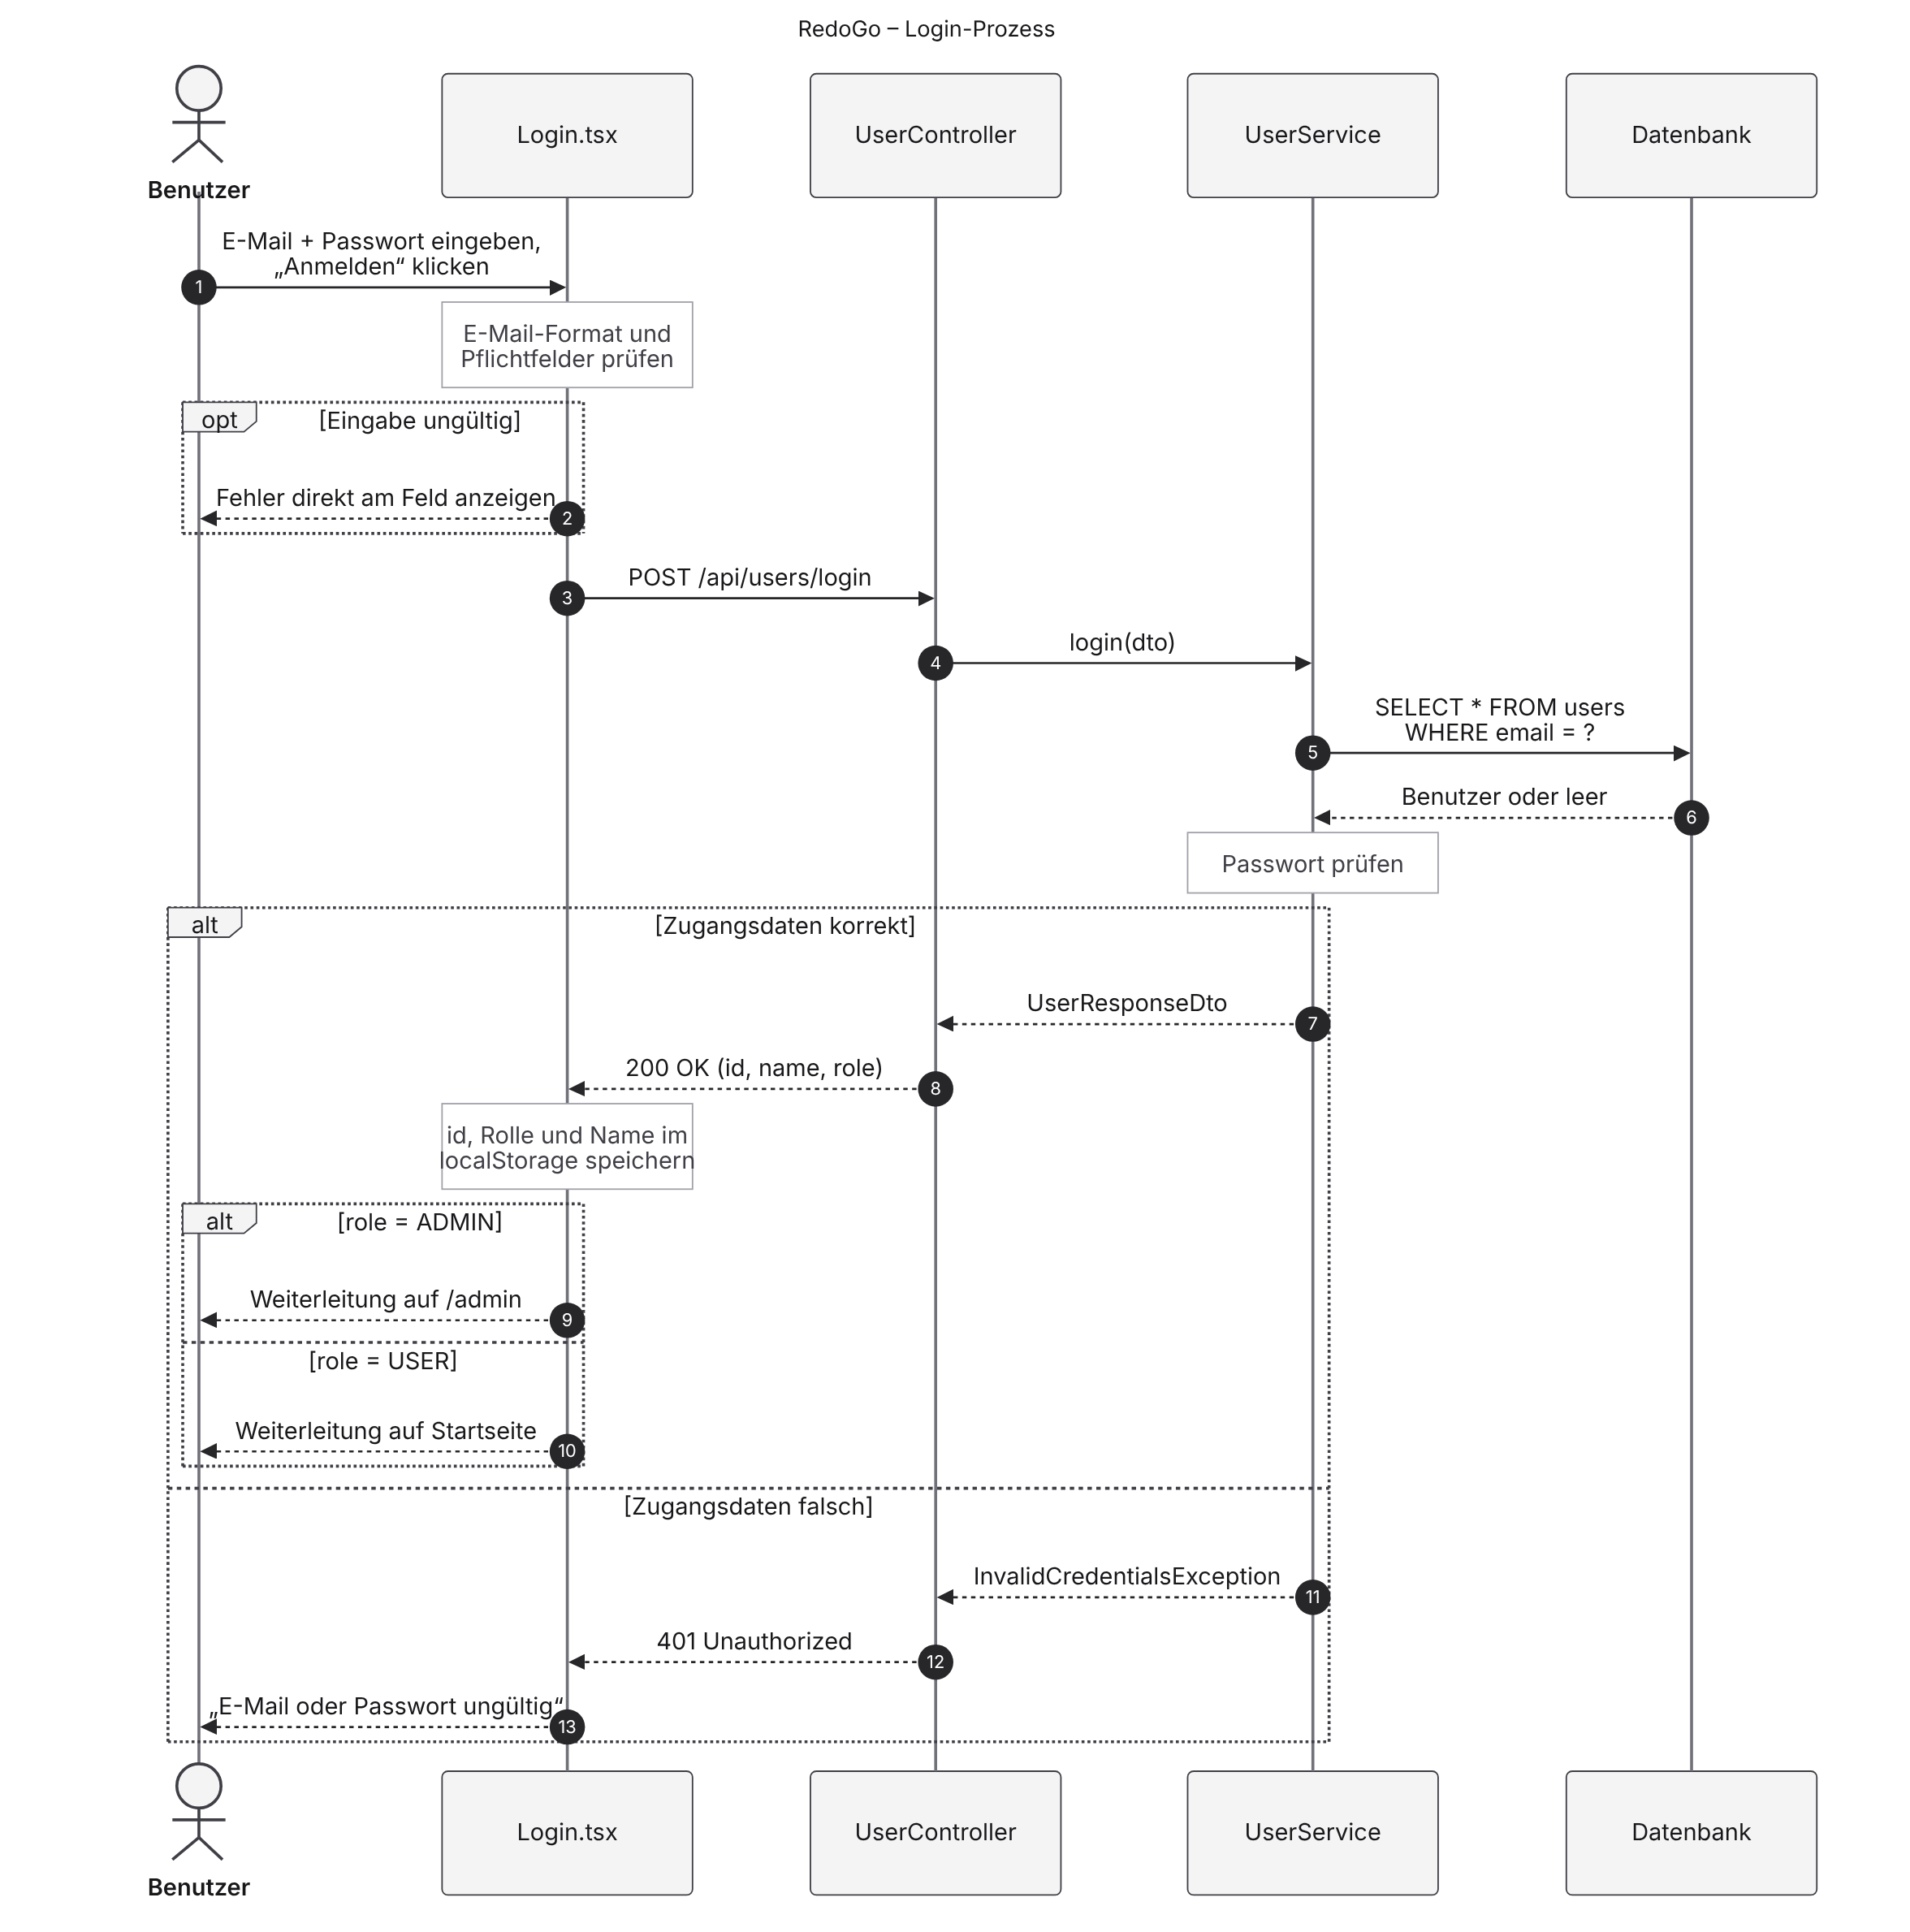 RedoGo – Login-Prozess
Benutzer
Login.tsx
UserController
UserService
Datenbank
E-Mail + Passwort eingeben,
„Anmelden“ klicken
1
E-Mail-Format und
Pflichtfelder prüfen
opt
[Eingabe ungültig]
Fehler direkt am Feld anzeigen
2
POST /api/users/login
3
login(dto)
4
SELECT * FROM users
WHERE email = ?
5
Benutzer oder leer
6
Passwort prüfen
alt
[Zugangsdaten korrekt]
UserResponseDto
7
200 OK (id, name, role)
8
id, Rolle und Name im
localStorage speichern
alt
[role = ADMIN]
Weiterleitung auf /admin
9
[role = USER]
Weiterleitung auf Startseite
10
[Zugangsdaten falsch]
InvalidCredentialsException
11
401 Unauthorized
12
„E-Mail oder Passwort ungültig“
13
Benutzer
Login.tsx
UserController
UserService
Datenbank